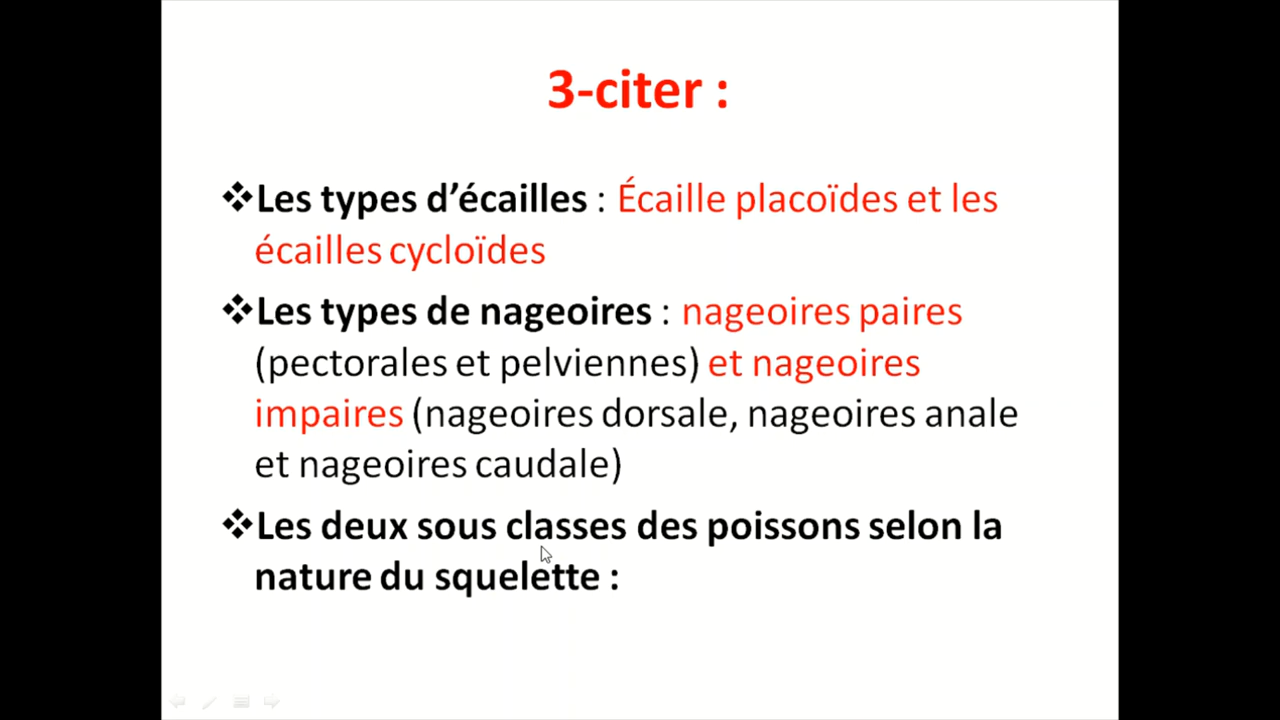 3-citer :
❖Les types d’écailles : Écaille placoïdes et les
écailles cycloïdes
❖Les types de nageoires : nageoires paires
(pectorales et pelviennes) et nageoires
impaires (nageoires dorsale, nageoires anale
et nageoires caudale)
❖Les deux sous classes des poissons selon la
nature du squelette :